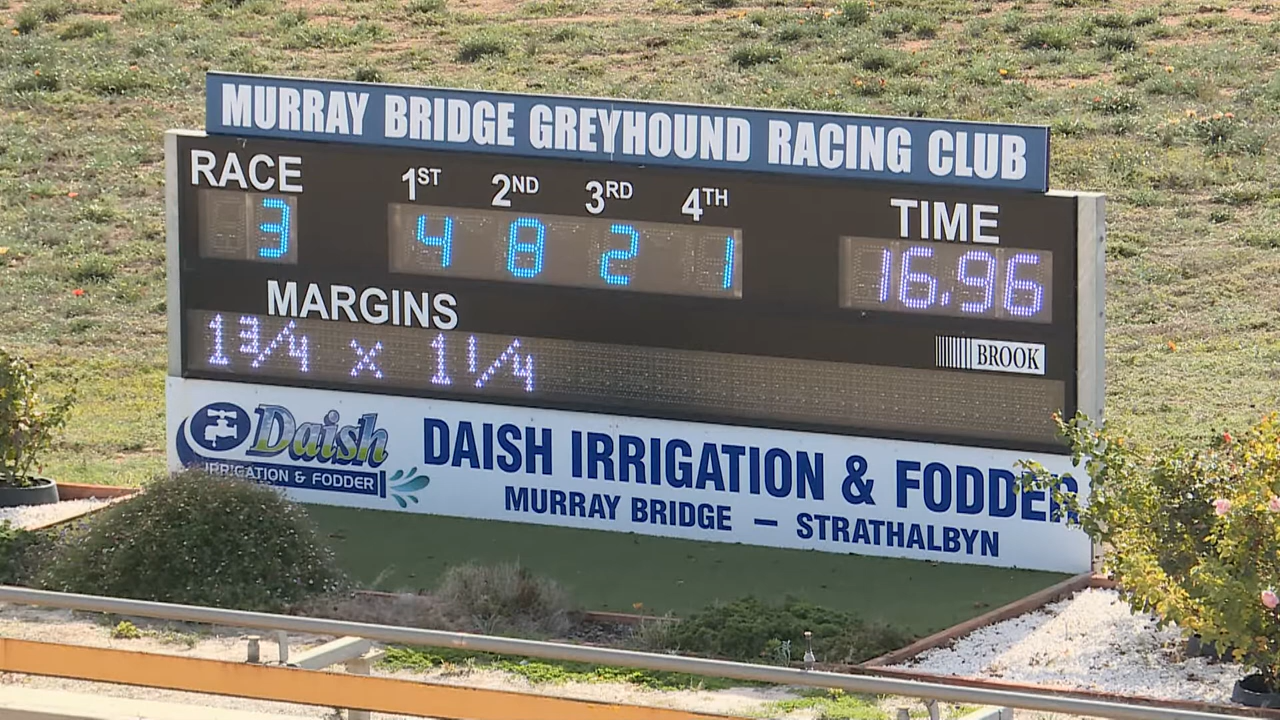 MURRAY BRIDGE GREYHOUND RACING CLUB
RACE 1ST 2ND 3RD 4TH TIME
3 4 8 2 1 16.96
MARGINS
1 3/4 x 1 1/4
BROOK
Daish
IRRIGATION & FODDER
DAISH IRRIGATION & FODDER
MURRAY BRIDGE – STRATHALBYN